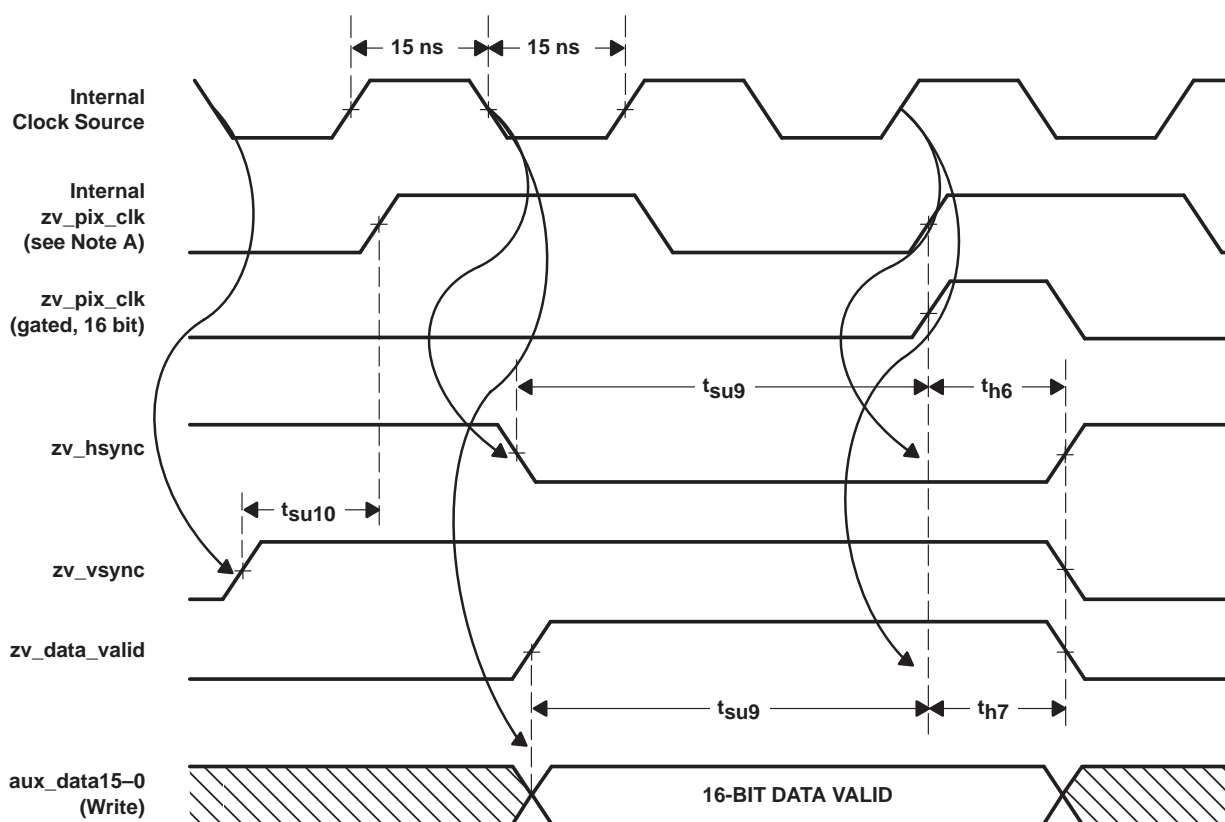 15 ns
15 ns
Internal
Clock Source
Internal
zv_pix_clk
(see Note A)
zv_pix_clk
(gated, 16 bit)
tsu9
th6
zv_hsync
tsu10
zv_vsync
zv_data_valid
tsu9
th7
aux_data15–0
(Write)
16-BIT DATA VALID